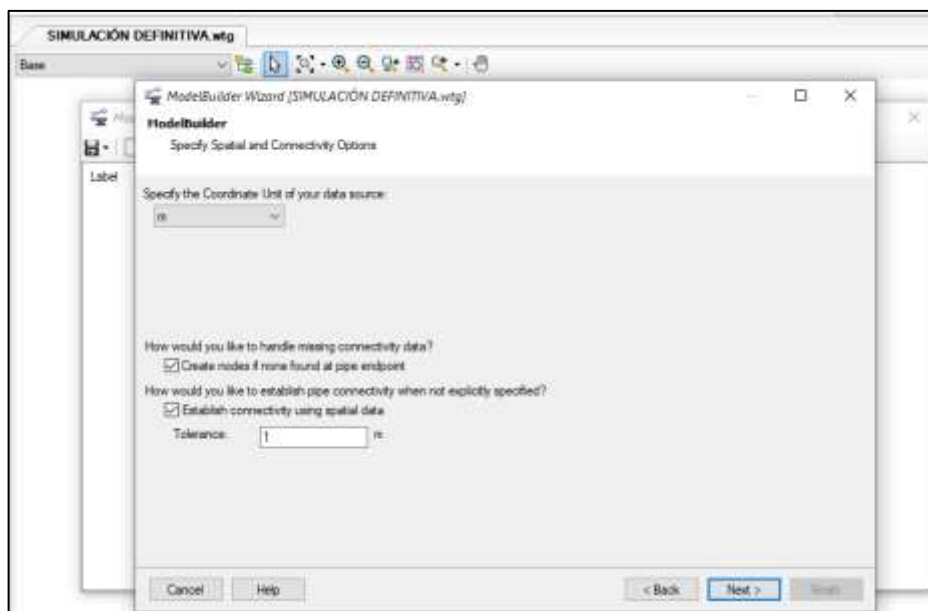 SIMULACIÓN DEFINITIVA.wtg
Base
ModelBuilder Wizard [SIMULACIÓN DEFINITIVA.wtg]
ModelBuilder
Specify Spatial and Connectivity Options
Label
Specify the Coordinate Unit of your data source:
m
How would you like to handle missing connectivity data?
Create nodes if none found at pipe endpoint
How would you like to establish pipe connectivity when not explicitly specified?
Establish connectivity using spatial data
Tolerance: 1 m
Cancel Help < Back Next > Finish